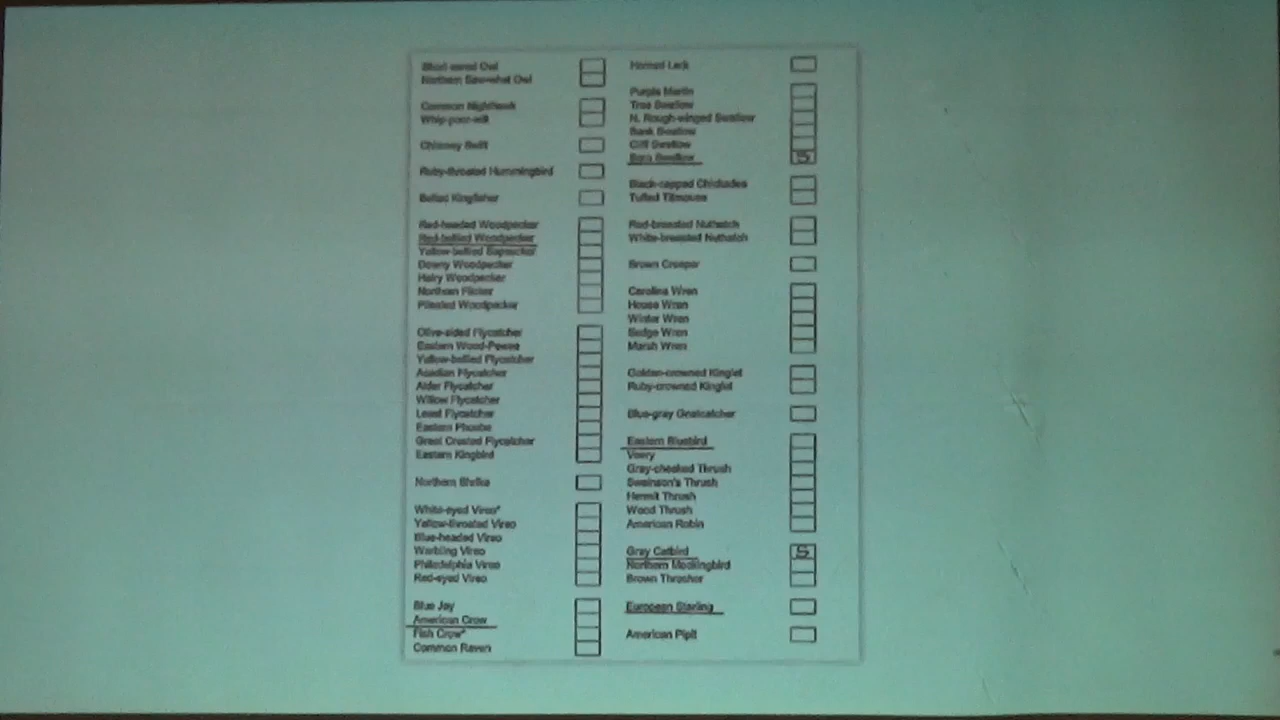 Short-eared Owl
Northern Saw-whet Owl
Common Nighthawk
Whip-poor-will
Chimney Swift
Ruby-throated Hummingbird
Belted Kingfisher
Red-headed Woodpecker
Red-bellied Woodpecker
Yellow-bellied Sapsucker
Downy Woodpecker
Hairy Woodpecker
Northern Flicker
Pileated Woodpecker
Olive-sided Flycatcher
Eastern Wood-Pewee
Yellow-bellied Flycatcher
Acadian Flycatcher
Alder Flycatcher
Willow Flycatcher
Least Flycatcher
Eastern Phoebe
Great Crested Flycatcher
Eastern Kingbird
Northern Shrike
White-eyed Vireo*
Yellow-throated Vireo
Blue-headed Vireo
Warbling Vireo
Philadelphia Vireo
Red-eyed Vireo
Blue Jay
American Crow
Fish Crow*
Common Raven
Horned Lark
Purple Martin
Tree Swallow
N. Rough-winged Swallow
Bank Swallow
Cliff Swallow
Barn Swallow 5
Black-capped Chickadee
Tufted Titmouse
Red-breasted Nuthatch
White-breasted Nuthatch
Brown Creeper
Carolina Wren
House Wren
Winter Wren
Sedge Wren
Marsh Wren
Golden-crowned Kinglet
Ruby-crowned Kinglet
Blue-gray Gnatcatcher
Eastern Bluebird
Veery
Gray-cheeked Thrush
Swainson's Thrush
Hermit Thrush
Wood Thrush
American Robin
Gray Catbird 5
Northern Mockingbird
Brown Thrasher
European Starling
American Pipit